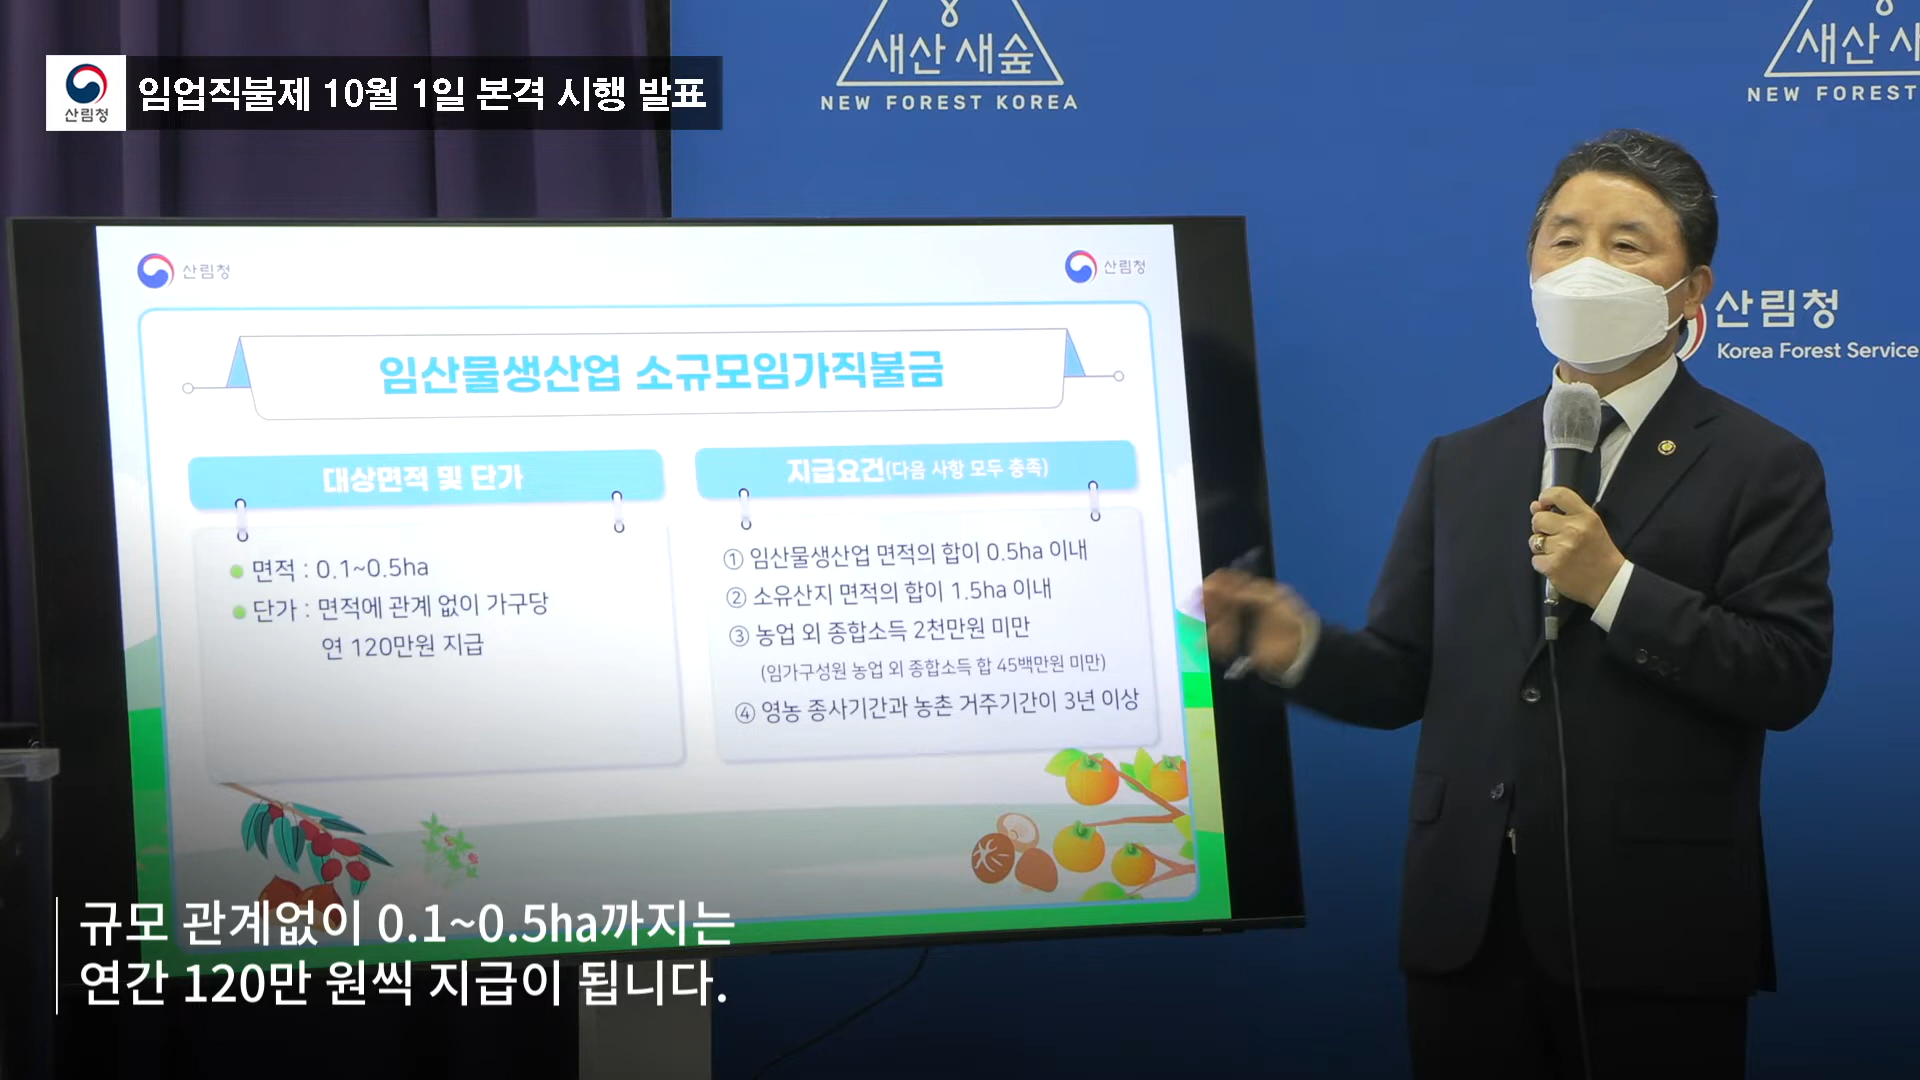 새산 새숲
NEW FOREST KOREA
새산 새
NEW FOREST
산림청
임업직불제 10월 1일 본격 시행 발표
산림청
산림청
임산물생산업 소규모임가직불금
대상면적 및 단가
면적 : 0.1~0.5ha
단가 : 면적에 관계 없이 가구당
연 120만원 지급
지급요건(다음 사항 모두 충족)
① 임산물생산업 면적의 합이 0.5ha 이내
② 소유산지 면적의 합이 1.5ha 이내
③ 농업 외 종합소득 2천만원 미만
(임가구성원 농업 외 종합소득 합 45백만원 미만)
④ 영농 종사기간과 농촌 거주기간이 3년 이상
산림청
Korea Forest Service
규모 관계없이 0.1~0.5ha까지는
연간 120만 원씩 지급이 됩니다.